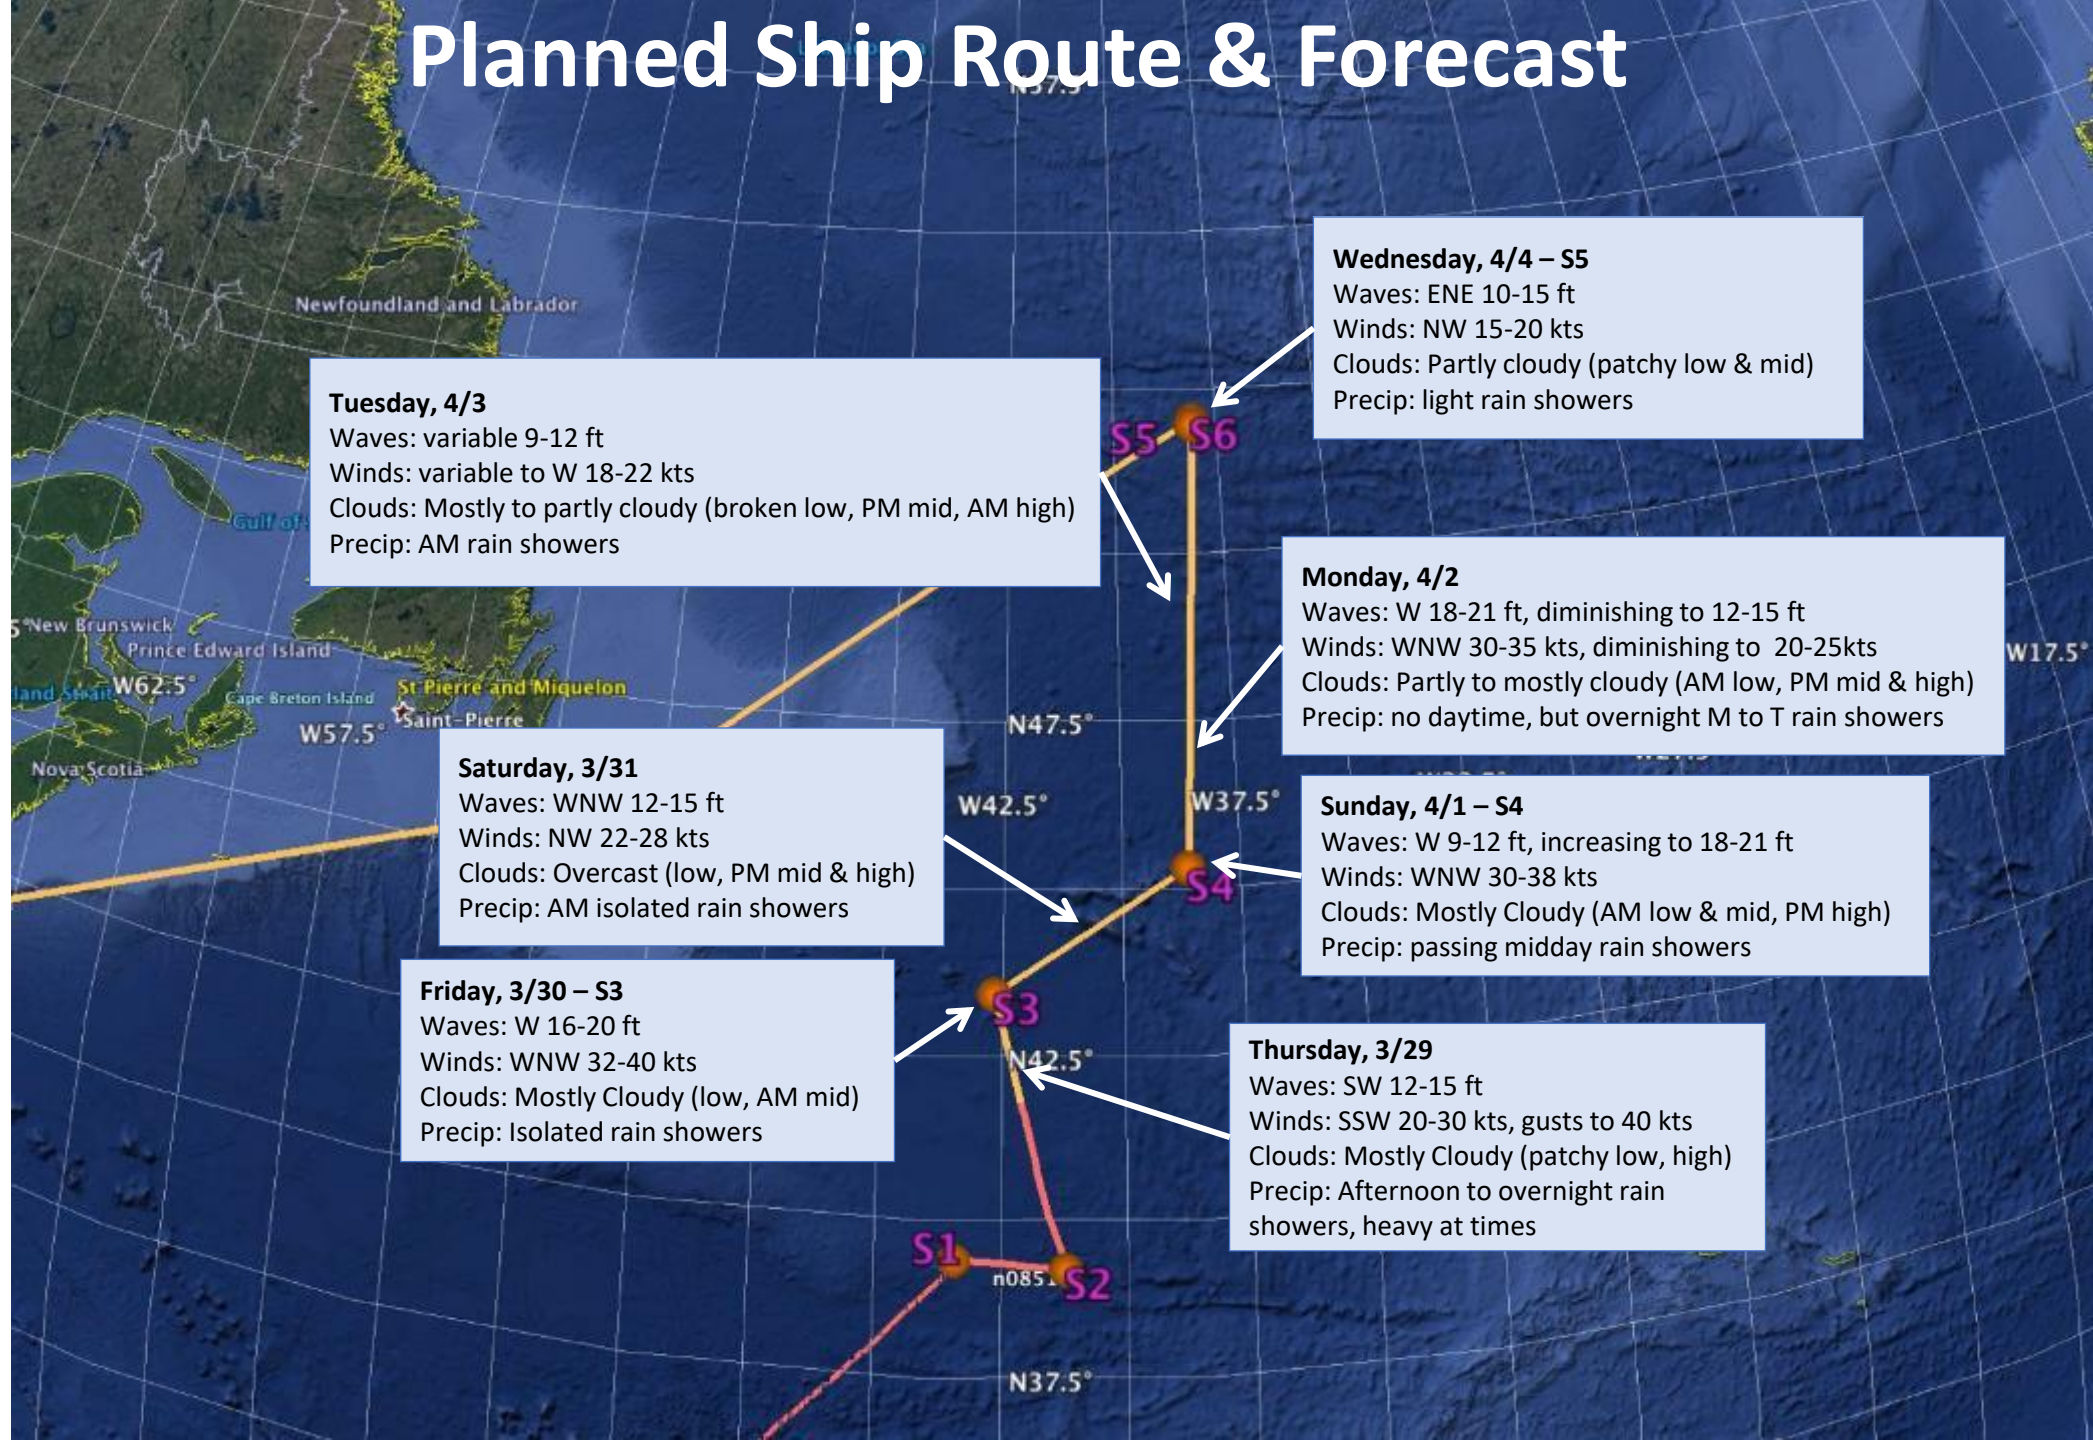 Planned Ship Route & Forecast
N57.5°
Wednesday, 4/4 – S5
Waves: ENE 10-15 ft
Winds: NW 15-20 kts
Clouds: Partly cloudy (patchy low & mid)
Precip: light rain showers
Newfoundland and Labrador
Tuesday, 4/3
Waves: variable 9-12 ft
Winds: variable to W 18-22 kts
Clouds: Mostly to partly cloudy (broken low, PM mid, AM high)
Precip: AM rain showers
S5
S6
Gulf of
Monday, 4/2
Waves: W 18-21 ft, diminishing to 12-15 ft
Winds: WNW 30-35 kts, diminishing to 20-25kts
Clouds: Partly to mostly cloudy (AM low, PM mid & high)
Precip: no daytime, but overnight M to T rain showers
New Brunswick
Prince Edward Island
W17.5°
W62.5°
Cape Breton Island
St Pierre and Miquelon
Saint-Pierre
W57.5°
N47.5°
Nova Scotia
Saturday, 3/31
Waves: WNW 12-15 ft
Winds: NW 22-28 kts
Clouds: Overcast (low, PM mid & high)
Precip: AM isolated rain showers
W42.5°
W37.5°
Sunday, 4/1 – S4
Waves: W 9-12 ft, increasing to 18-21 ft
Winds: WNW 30-38 kts
Clouds: Mostly Cloudy (AM low & mid, PM high)
Precip: passing midday rain showers
S4
Friday, 3/30 – S3
Waves: W 16-20 ft
Winds: WNW 32-40 kts
Clouds: Mostly Cloudy (low, AM mid)
Precip: Isolated rain showers
S3
N42.5°
Thursday, 3/29
Waves: SW 12-15 ft
Winds: SSW 20-30 kts, gusts to 40 kts
Clouds: Mostly Cloudy (patchy low, high)
Precip: Afternoon to overnight rain
showers, heavy at times
S1
n0851
S2
N37.5°